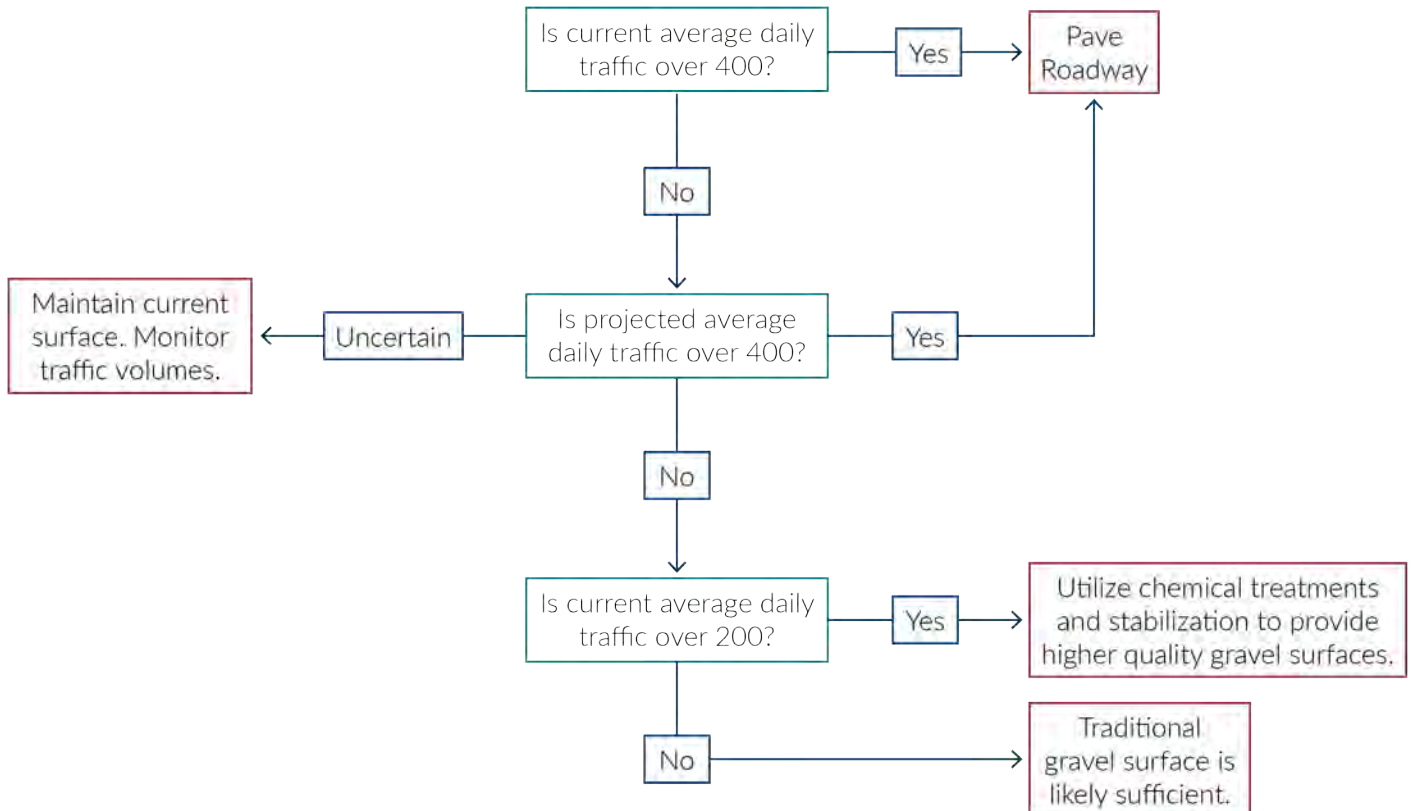 Is current average daily
traffic over 400?
Yes
Pave
Roadway
No
Maintain current
surface. Monitor
traffic volumes.
Uncertain
Is projected average
daily traffic over 400?
Yes
No
Is current average daily
traffic over 200?
Yes
Utilize chemical treatments
and stabilization to provide
higher quality gravel surfaces.
No
Traditional
gravel surface is
likely sufficient.